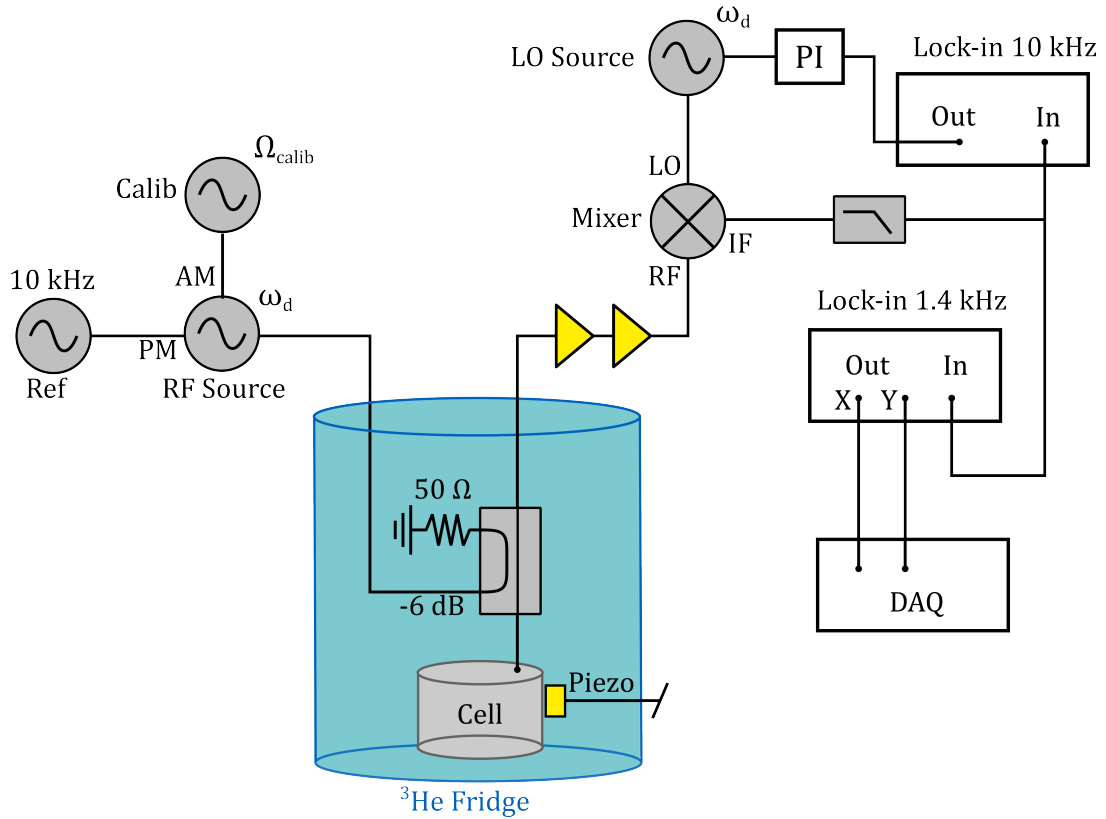 ω_d
LO Source
PI
Lock-in 10 kHz
Out
In
Ω_calib
Calib
LO
Mixer
IF
RF
10 kHz
AM
ω_d
PM
Ref
RF Source
Lock-in 1.4 kHz
Out
In
X
Y
50 Ω
-6 dB
DAQ
Piezo
Cell
³He Fridge